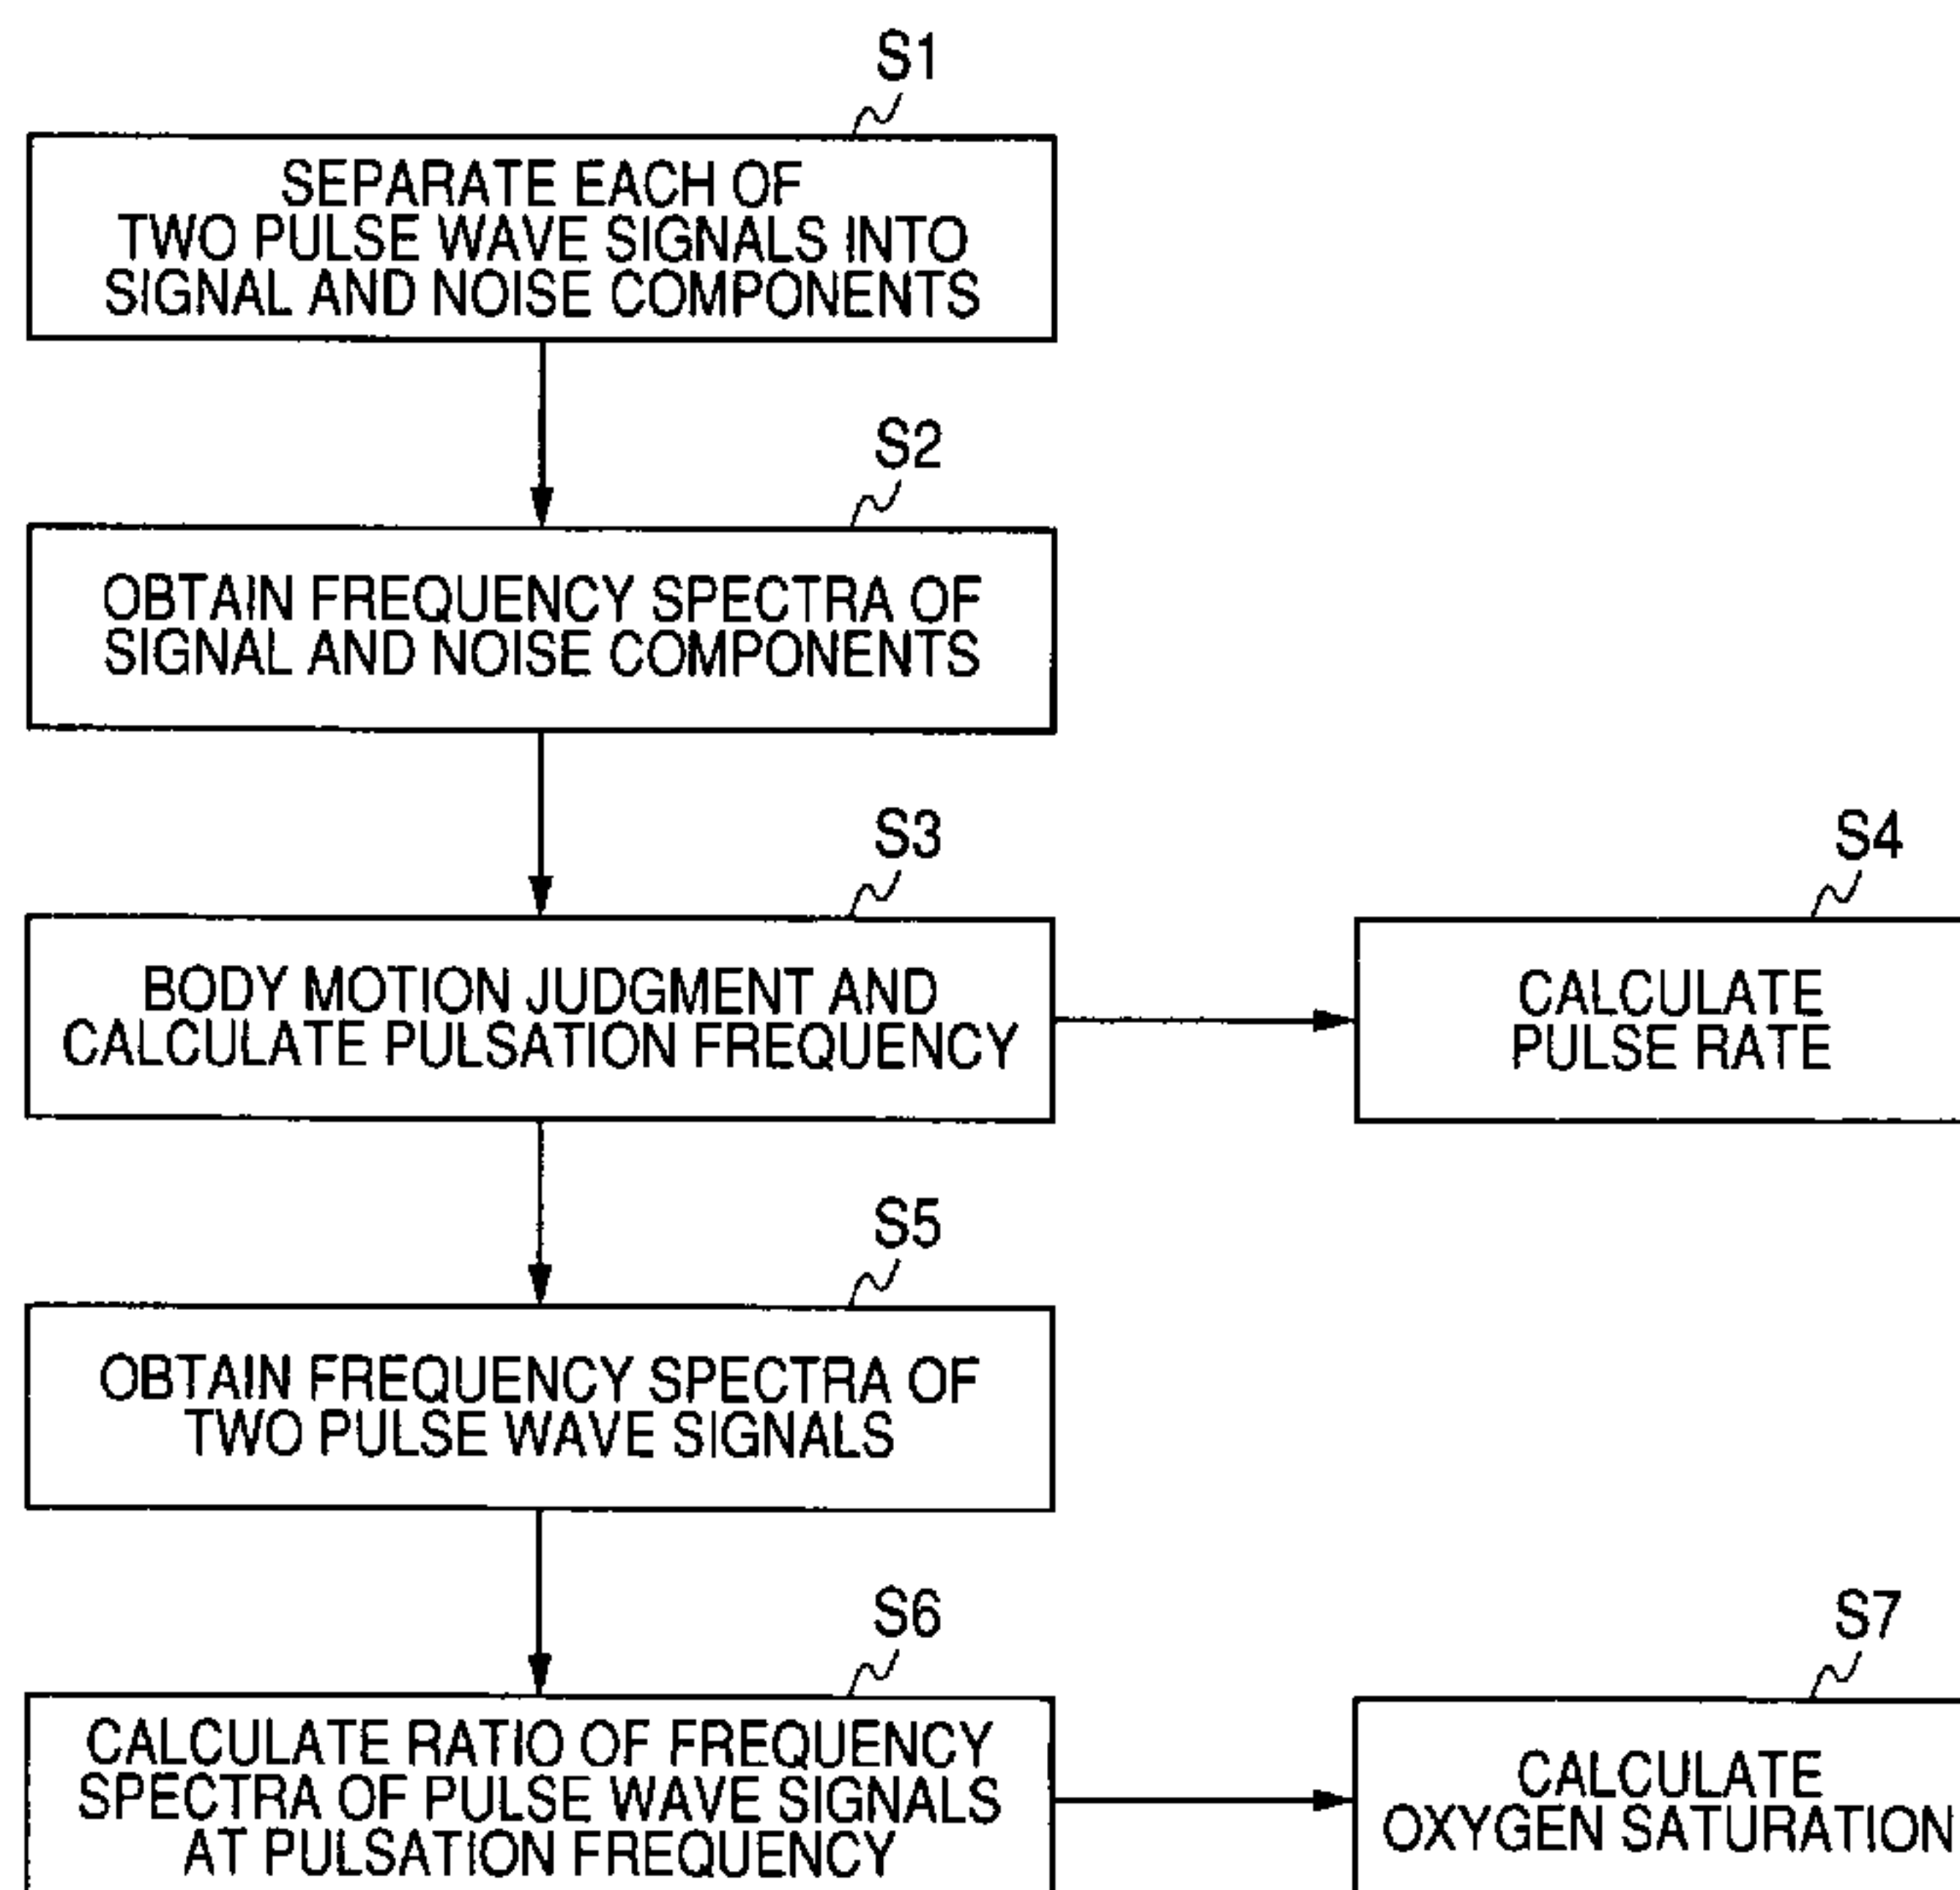 S1
SEPARATE EACH OF
TWO PULSE WAVE SIGNALS INTO
SIGNAL AND NOISE COMPONENTS
S2
OBTAIN FREQUENCY SPECTRA OF
SIGNAL AND NOISE COMPONENTS
S3
BODY MOTION JUDGMENT AND
CALCULATE PULSATION FREQUENCY
S4
CALCULATE
PULSE RATE
S5
OBTAIN FREQUENCY SPECTRA OF
TWO PULSE WAVE SIGNALS
S6
CALCULATE RATIO OF FREQUENCY
SPECTRA OF PULSE WAVE SIGNALS
AT PULSATION FREQUENCY
S7
CALCULATE
OXYGEN SATURATION